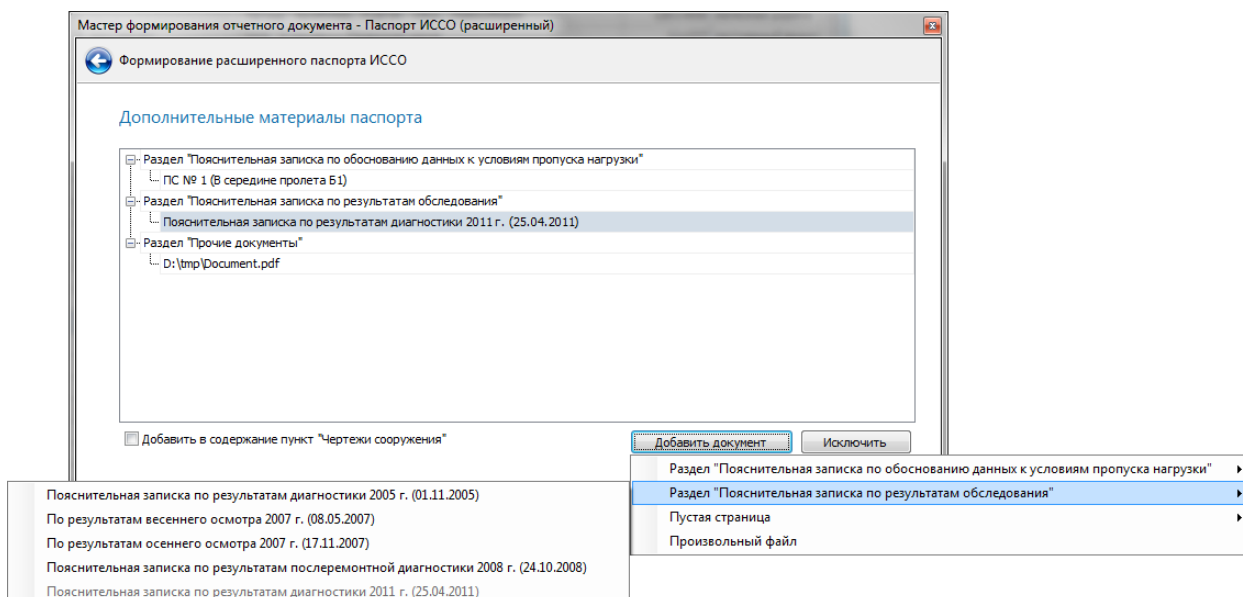 Мастер формирования отчетного документа - Паспорт ИССО (расширенный)
Формирование расширенного паспорта ИССО
Дополнительные материалы паспорта
Раздел "Пояснительная записка по обоснованию данных к условиям пропуска нагрузки"
ПС № 1 (В середине пролета Б1)
Раздел "Пояснительная записка по результатам обследования"
Пояснительная записка по результатам диагностики 2011 г. (25.04.2011)
Раздел "Прочие документы"
D:\tmp\Document.pdf
Добавить в содержание пункт "Чертежи сооружения"
Добавить документ
Исключить
Раздел "Пояснительная записка по обоснованию данных к условиям пропуска нагрузки"
Раздел "Пояснительная записка по результатам обследования"
Пустая страница
Произвольный файл
Пояснительная записка по результатам диагностики 2005 г. (01.11.2005)
По результатам весеннего осмотра 2007 г. (08.05.2007)
По результатам осеннего осмотра 2007 г. (17.11.2007)
Пояснительная записка по результатам послеремонтной диагностики 2008 г. (24.10.2008)
Пояснительная записка по результатам диагностики 2011 г. (25.04.2011)